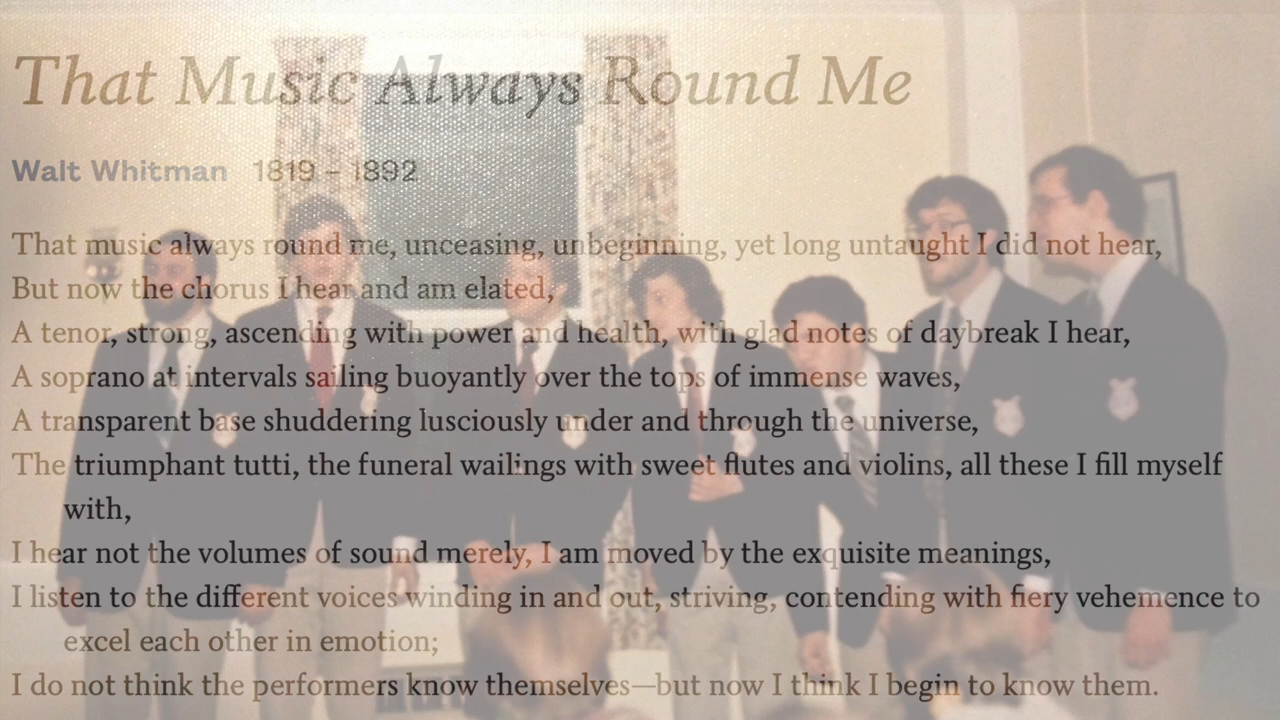 That Music Always Round Me
Walt Whitman 1819 – 1892
That music always round me, unceasing, unbeginning, yet long untaught I did not hear,
But now the chorus I hear and am elated,
A tenor, strong, ascending with power and health, with glad notes of daybreak I hear,
A soprano at intervals sailing buoyantly over the tops of immense waves,
A transparent base shuddering lusciously under and through the universe,
The triumphant tutti, the funeral wailings with sweet flutes and violins, all these I fill myself
with,
I hear not the volumes of sound merely, I am moved by the exquisite meanings,
I listen to the different voices winding in and out, striving, contending with fiery vehemence to
excel each other in emotion;
I do not think the performers know themselves—but now I think I begin to know them.